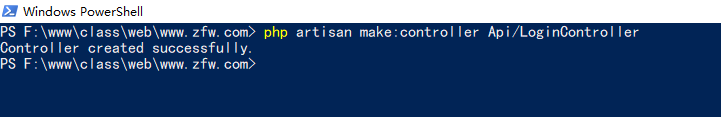 Windows PowerShell
PS F:\www\class\web\www.zfw.com> php artisan make:controller Api/LoginController
Controller created successfully.
PS F:\www\class\web\www.zfw.com>